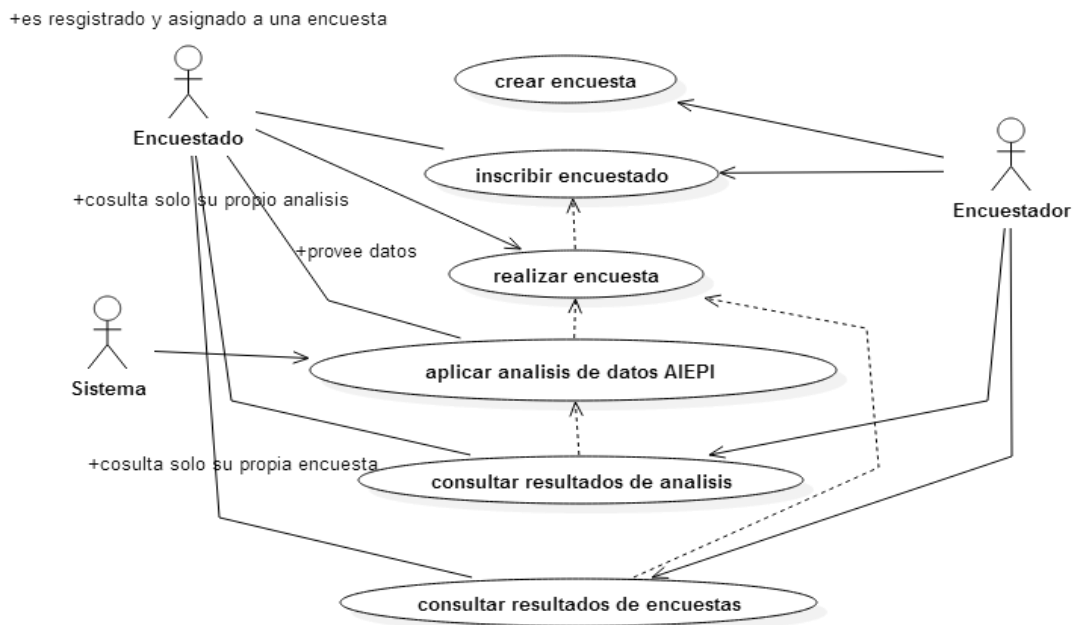 +es resgistrado y asignado a una encuesta
crear encuesta
Encuestado
inscribir encuestado
+cosulta solo su propio analisis
Encuestador
+provee datos
realizar encuesta
Sistema
aplicar analisis de datos AIEPI
+cosulta solo su propia encuesta
consultar resultados de analisis
consultar resultados de encuestas